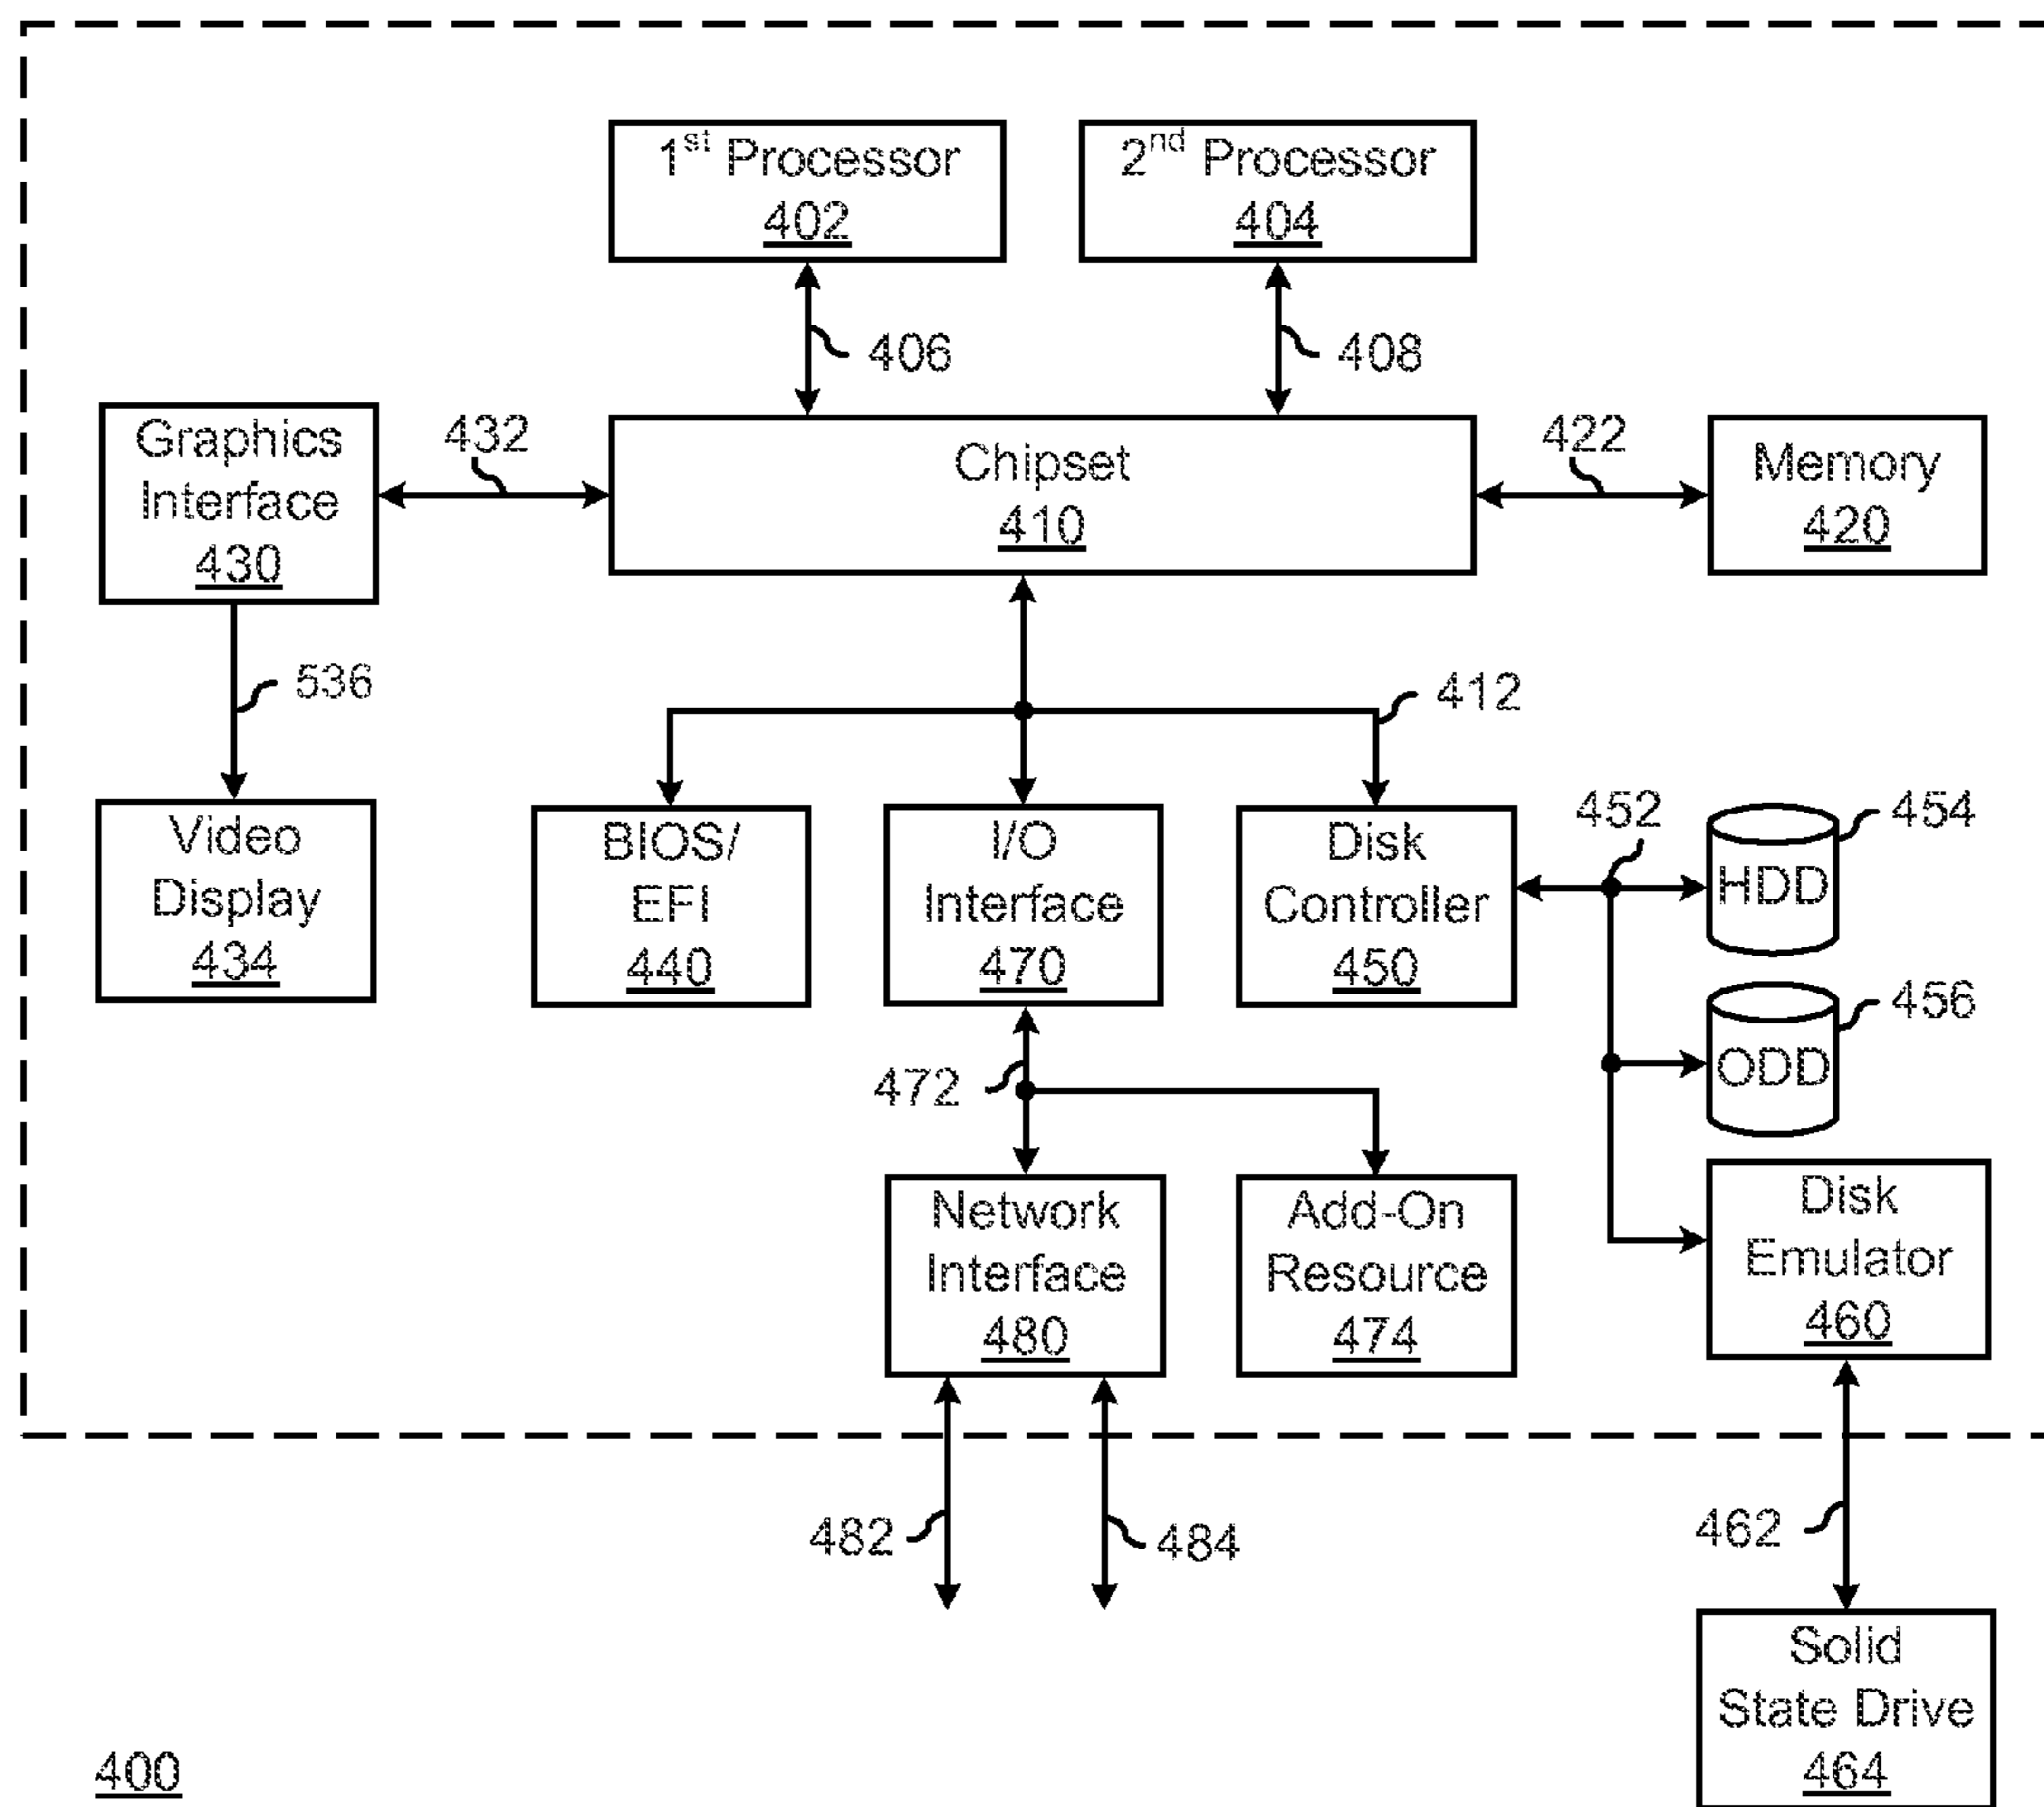 1st Processor
402
2nd Processor
404
406
408
Graphics
Interface
430
432
Chipset
410
422
Memory
420
536
412
Video
Display
434
BIOS/
EFI
440
I/O
Interface
470
Disk
Controller
450
452
HDD
454
ODD
456
472
Network
Interface
480
Add-On
Resource
474
Disk
Emulator
460
482
484
462
Solid
State Drive
464
400